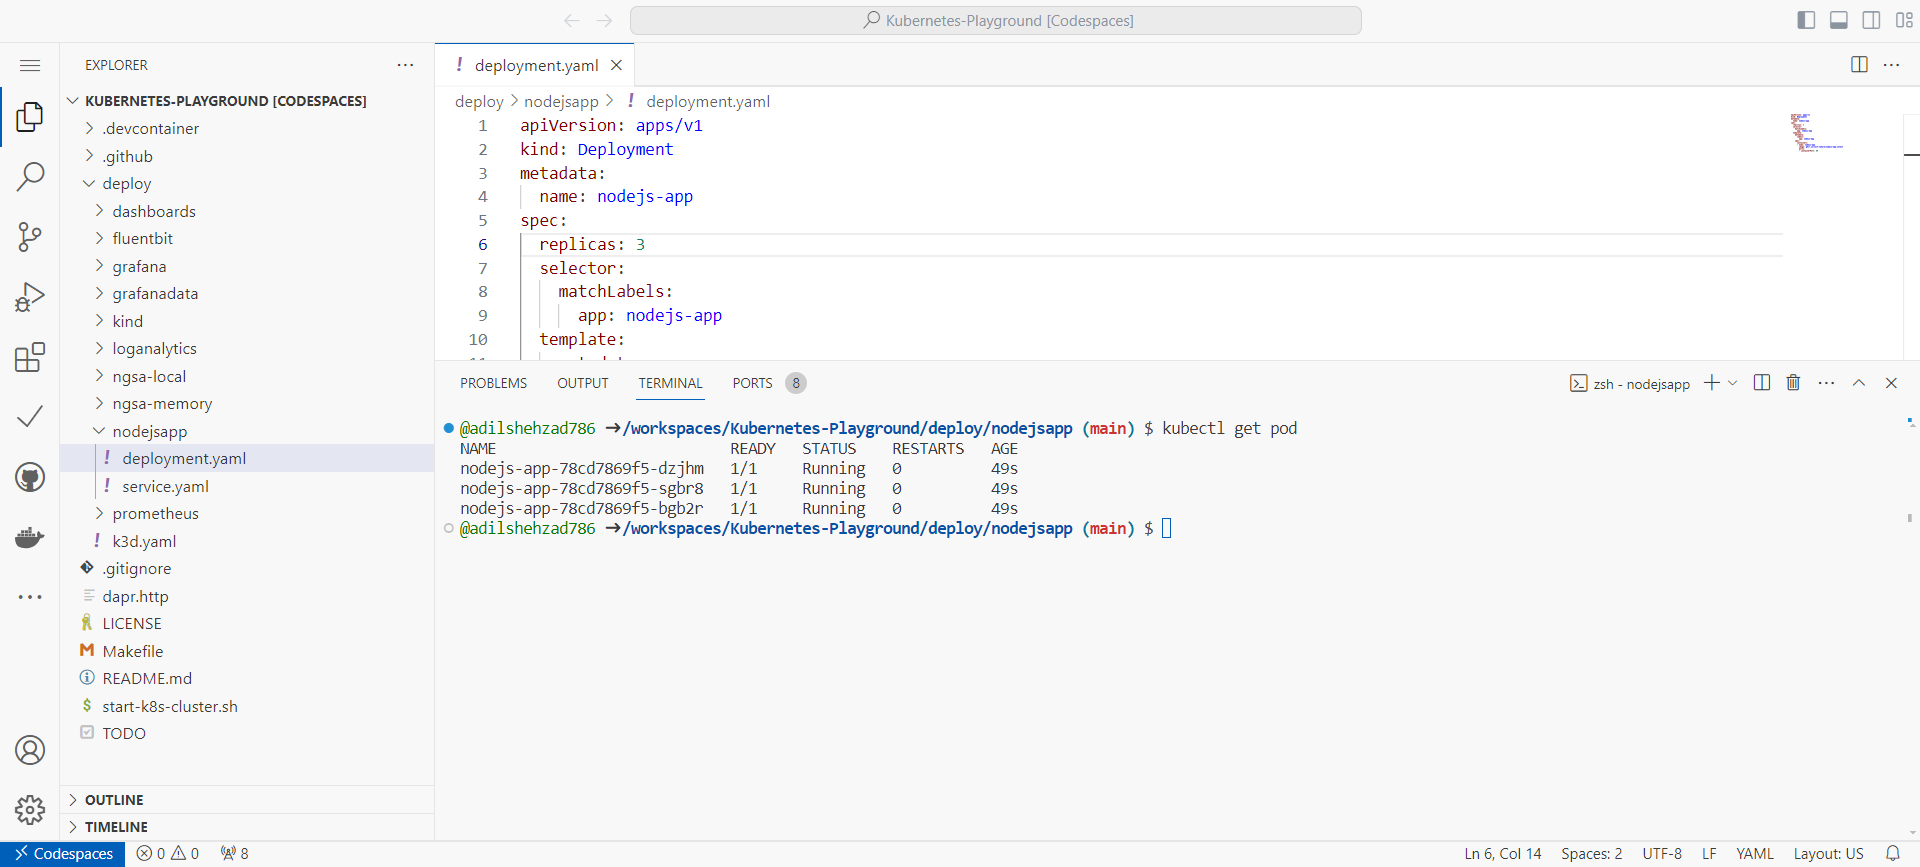 Kubernetes-Playground [Codespaces]
EXPLORER
KUBERNETES-PLAYGROUND [CODESPACES]
.devcontainer
.github
deploy
dashboards
fluentbit
grafana
grafanadata
kind
loganalytics
ngsa-local
ngsa-memory
nodejsapp
! deployment.yaml
! service.yaml
prometheus
! k3d.yaml
.gitignore
dapr.http
LICENSE
Makefile
README.md
$ start-k8s-cluster.sh
TODO
OUTLINE
TIMELINE
! deployment.yaml
deploy > nodejsapp > ! deployment.yaml
1 apiVersion: apps/v1
2 kind: Deployment
3 metadata:
4 name: nodejs-app
5 spec:
6 replicas: 3
7 selector:
8 matchLabels:
9 app: nodejs-app
10 template:
PROBLEMS OUTPUT TERMINAL PORTS 8
zsh - nodejsapp
@adilshehzad786 →/workspaces/Kubernetes-Playground/deploy/nodejsapp (main) $ kubectl get pod
NAME READY STATUS RESTARTS AGE
nodejs-app-78cd7869f5-dzjhm 1/1 Running 0 49s
nodejs-app-78cd7869f5-sgbr8 1/1 Running 0 49s
nodejs-app-78cd7869f5-bgb2r 1/1 Running 0 49s
@adilshehzad786 →/workspaces/Kubernetes-Playground/deploy/nodejsapp (main) $
Codespaces 0 0 8
Ln 6, Col 14 Spaces: 2 UTF-8 LF YAML Layout: US